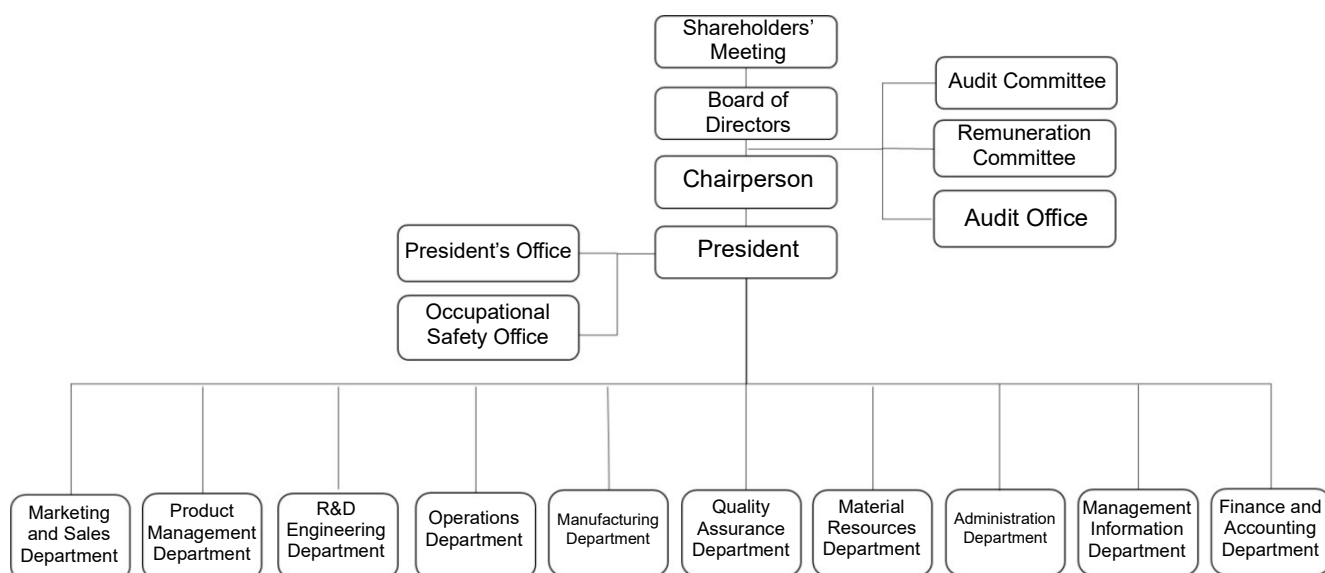 Shareholders’
Meeting
Board of
Directors
Audit Committee
Remuneration
Committee
Chairperson
Audit Office
President’s Office
President
Occupational
Safety Office
Marketing
and Sales
Department
Product
Management
Department
R&D
Engineering
Department
Operations
Department
Manufacturing
Department
Quality
Assurance
Department
Material
Resources
Department
Administration
Department
Management
Information
Department
Finance and
Accounting
Department